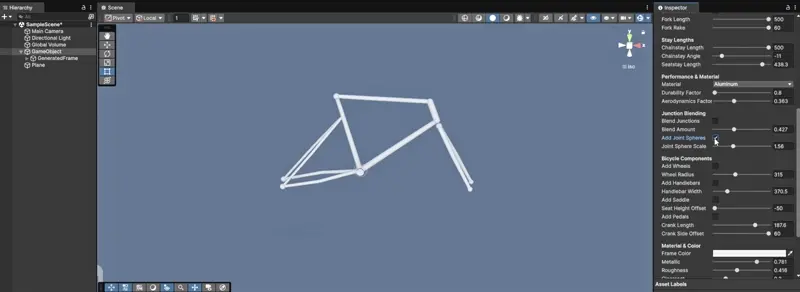 Hierarchy
Scene
Inspector
All
SampleScene*
Main Camera
Directional Light
Global Volume
GameObject
GeneratedFrame
Plane
Pivot
Local
1
y
x
Fork Length 500
Fork Rake 60
Stay Lengths
Chainstay Length 500
Chainstay Angle -11
Seatstay Length 439.3
Performance & Material
Material Aluminum
Durability Factor 0.8
Aerodynamics Factor 0.363
Junction Blending
Blend Junctions
Blend Amount 0.427
Add Joint Spheres
Joint Sphere Scale 1.56
Bicycle Components
Add Wheels
Wheel Radius 315
Add Handlebars
Handlebar Width 370.5
Add Saddle
Seat Height Offset -50
Add Pedals
Crank Length 187.6
Crank Side Offset 60
Material & Color
Frame Color
Metallic 0.761
Roughness 0.416
Asset Labels